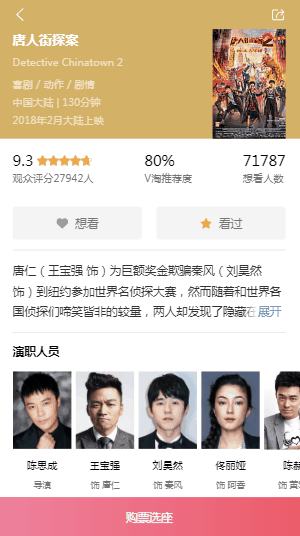 唐人街探案
Detective Chinatown 2
喜剧 / 动作 / 剧情
中国大陆 | 130分钟
2018年2月大陆上映
9.3
观众评分27942人
80%
V淘推荐度
71787
想看人数
想看
看过
唐仁（王宝强 饰）为巨额奖金欺骗秦风（刘昊然
饰）到纽约参加世界名侦探大赛，然而随着和世界各
国侦探们啼笑皆非的较量，两人却发现了隐藏在 展开
演职人员
陈思成 王宝强 刘昊然 佟丽娅 陈赫
导演 饰 唐仁 饰 秦风 饰 阿香 饰
购票选座